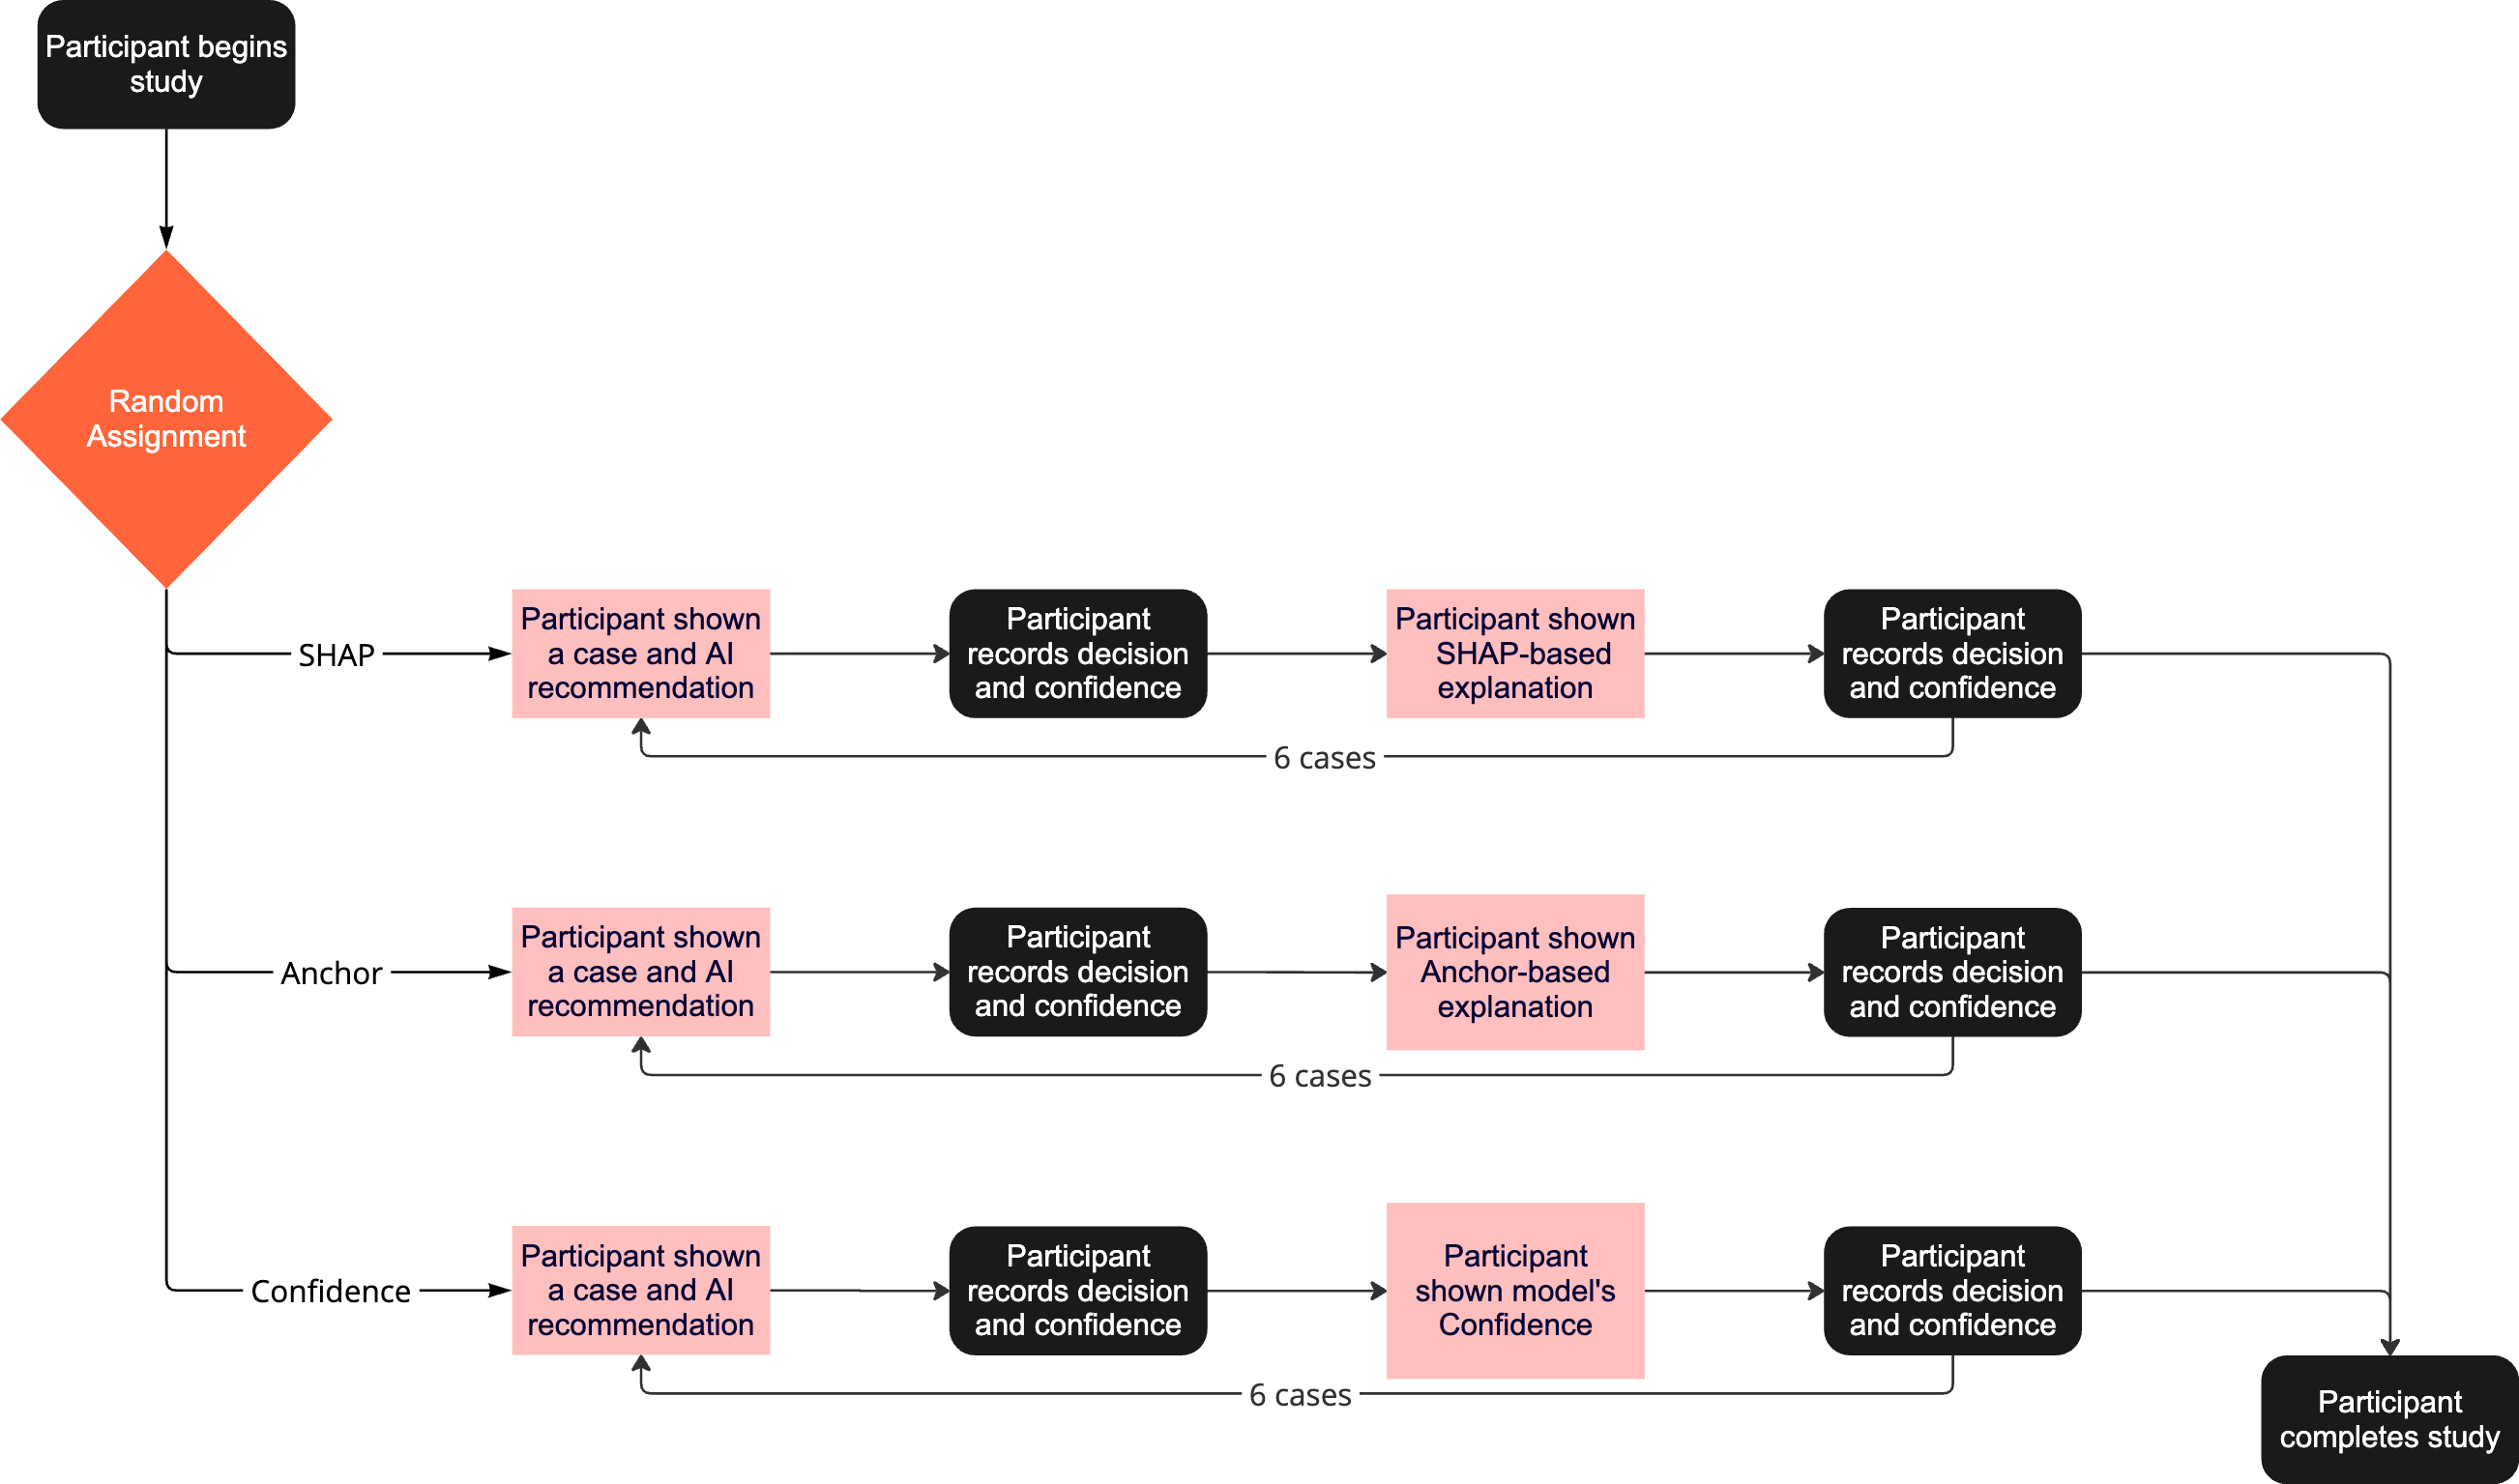 Participant begins
study
Random
Assignment
SHAP
Participant shown
a case and AI
recommendation
Participant
records decision
and confidence
Participant shown
SHAP-based
explanation
Participant
records decision
and confidence
6 cases
Anchor
Participant shown
a case and AI
recommendation
Participant
records decision
and confidence
Participant shown
Anchor-based
explanation
Participant
records decision
and confidence
6 cases
Confidence
Participant shown
a case and AI
recommendation
Participant
records decision
and confidence
Participant
shown model's
Confidence
Participant
records decision
and confidence
6 cases
Participant
completes study